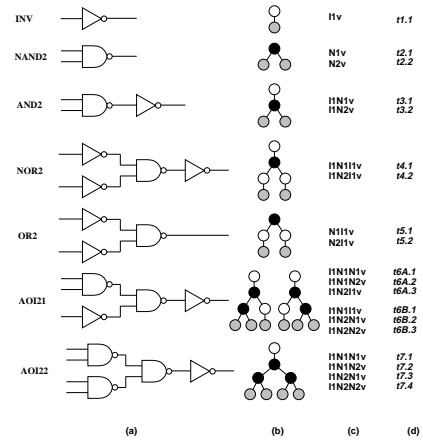 INV I1v t1.1
NAND2 N1v t2.1
N2v t2.2
AND2 I1N1v t3.1
I1N2v t3.2
NOR2 I1N1I1v t4.1
I1N2I1v t4.2
OR2 N1I1v t5.1
N2I1v t5.2
AOI21 I1N1N1v t6A.1
I1N1N2v t6A.2
I1N2I1v t6A.3
I1N1I1v t6B.1
I1N2N1v t6B.2
I1N2N2v t6B.3
AOI22 I1N1N1v t7.1
I1N1N2v t7.2
I1N2N1v t7.3
I1N2N2v t7.4
(a) (b) (c) (d)